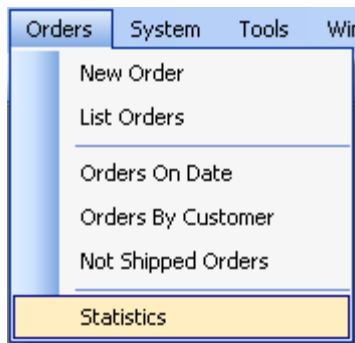 Orders System Tools
New Order
List Orders
Orders On Date
Orders By Customer
Not Shipped Orders
Statistics